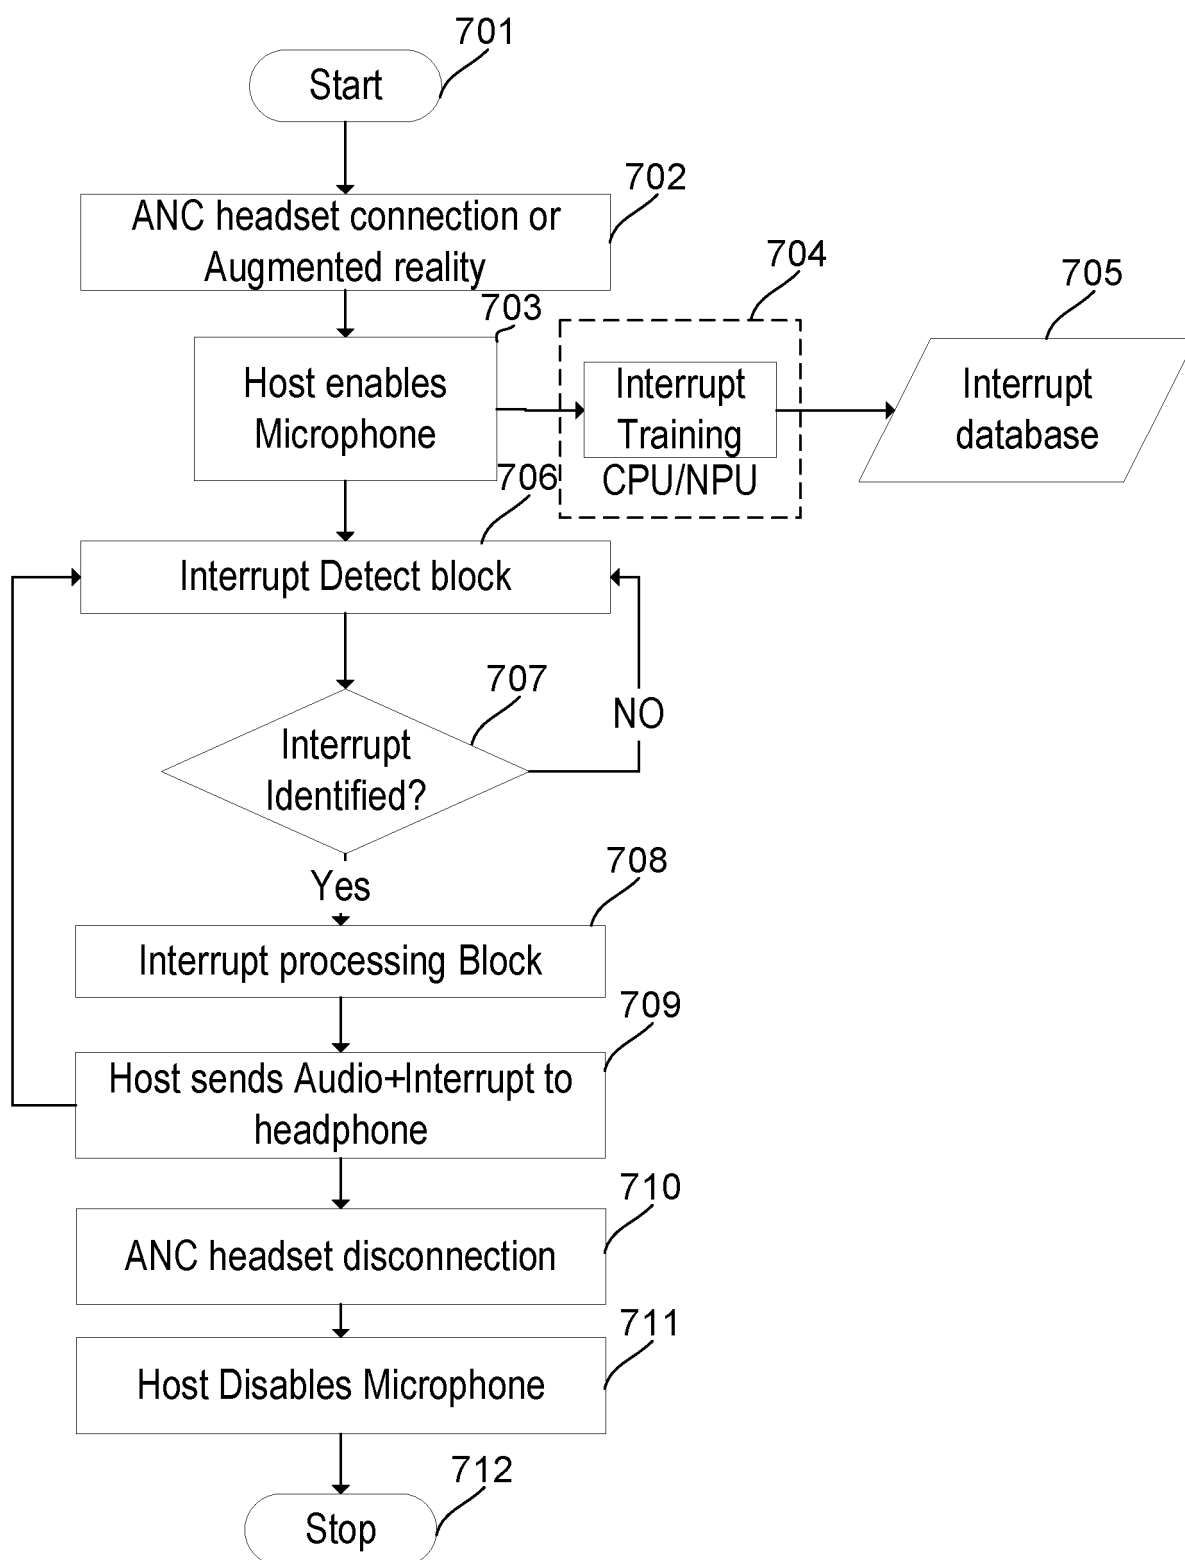 701
Start
702
ANC headset connection or
Augmented reality
703
Host enables
Microphone
704
Interrupt
Training
CPU/NPU
705
Interrupt
database
706
Interrupt Detect block
707
Interrupt
Identified?
NO
Yes
708
Interrupt processing Block
709
Host sends Audio+Interrupt to
headphone
710
ANC headset disconnection
711
Host Disables Microphone
712
Stop